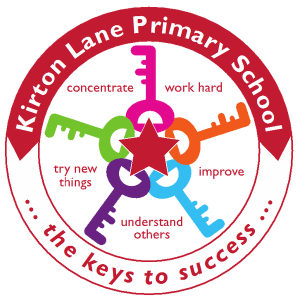 Kirton Lane Primary School
concentrate
work hard
try new
things
improve
understand
others
... the keys to success ...